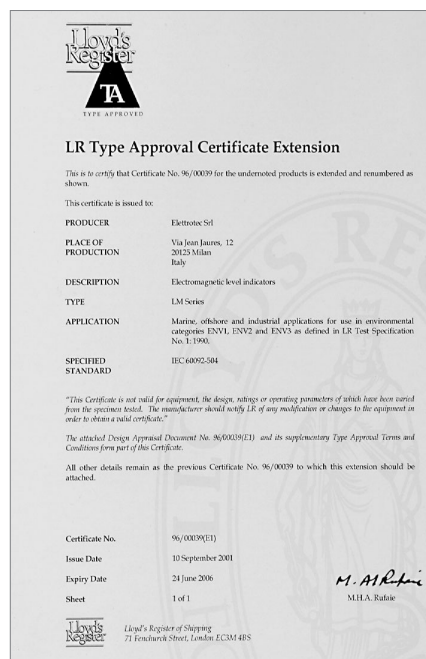 Lloyd's
Register
TA
TYPE APPROVED
LR Type Approval Certificate Extension
This is to certify that Certificate No. 96/00039 for the undernoted products is extended and renumbered as
shown.
This certificate is issued to:
PRODUCER Elettrotec Srl
PLACE OF Via Jean Jaures, 12
PRODUCTION 20125 Milan
Italy
DESCRIPTION Electromagnetic level indicators
TYPE LM Series
APPLICATION Marine, offshore and industrial applications for use in environmental
categories ENV1, ENV2 and ENV3 as defined in LR Test Specification
No. 1: 1990.
SPECIFIED IEC 60092-504
STANDARD
"This Certificate is not valid for equipment, the design, ratings or operating parameters of which have been varied
from the specimen tested. The manufacturer should notify LR of any modification or changes to the equipment in
order to obtain a valid certificate."
The attached Design Appraisal Document No. 96/00039(E1) and its supplementary Type Approval Terms and
Conditions form part of this Certificate.
All other details remain as the previous Certificate No. 96/00039 to which this extension should be
attached.
Certificate No. 96/00039(E1)
Issue Date 10 September 2001
Expiry Date 24 June 2006
Sheet 1 of 1
M. Al Rufaie
M.H.A. Rufaie
Lloyd's
Register
Lloyd's Register of Shipping
71 Fenchurch Street, London EC3M 4BS